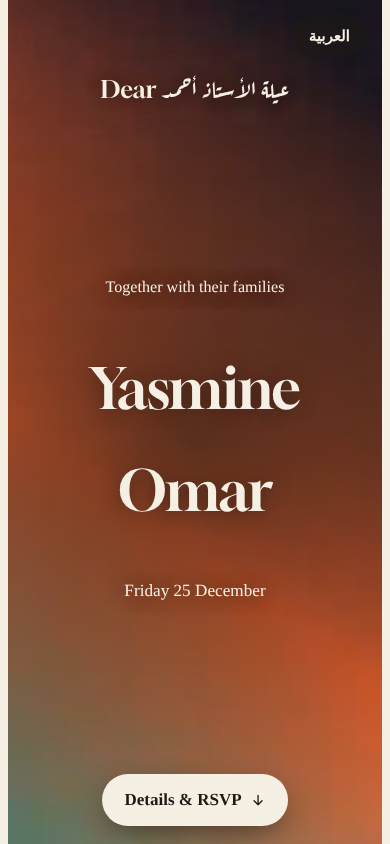 العربية
Dear عيلة الأستاذ أحمد
Together with their families
Yasmine
Omar
Friday 25 December
Details & RSVP ↓